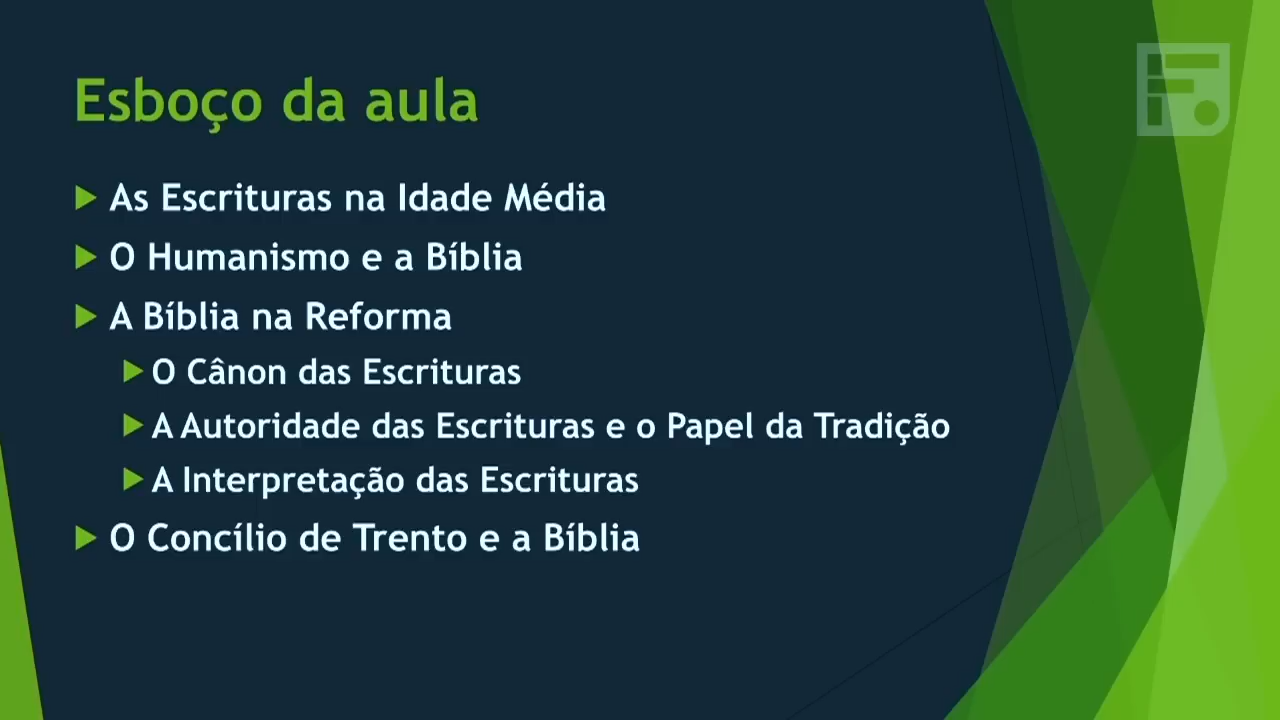 Esboço da aula
As Escrituras na Idade Média
O Humanismo e a Bíblia
A Bíblia na Reforma
O Cânon das Escrituras
A Autoridade das Escrituras e o Papel da Tradição
A Interpretação das Escrituras
O Concílio de Trento e a Bíblia